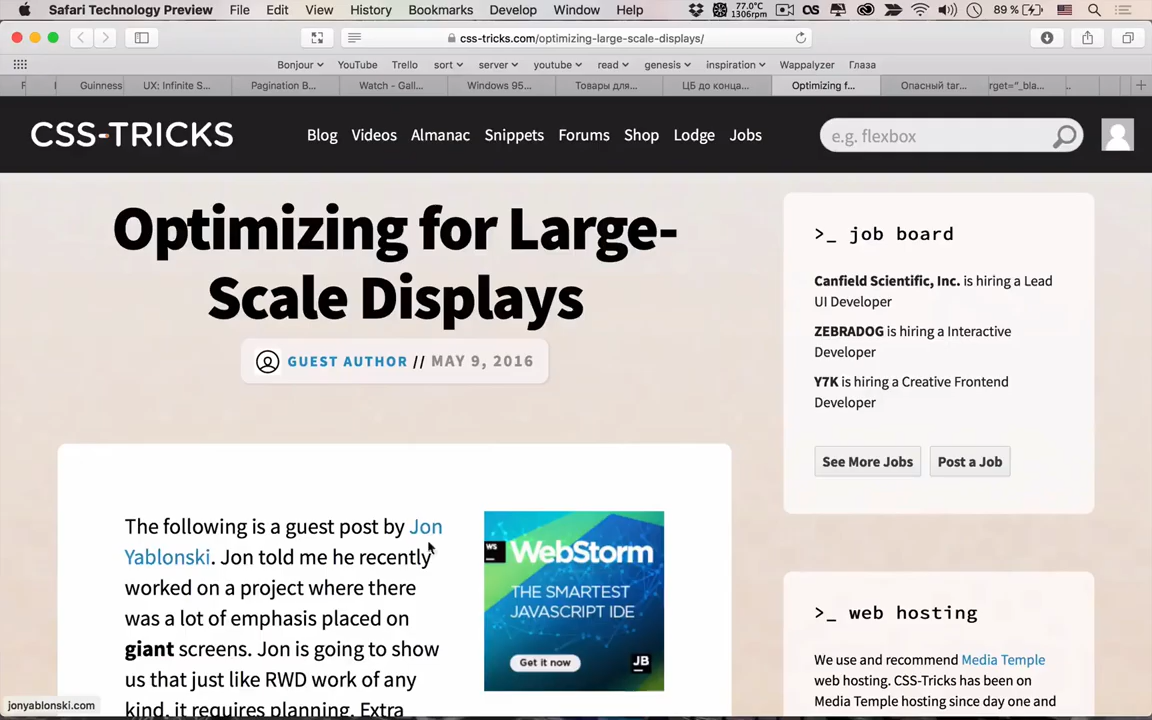 Safari Technology Preview File Edit View History Bookmarks Develop Window Help 77.0°C 1306rpm 89 %
css-tricks.com/optimizing-large-scale-displays/
Bonjour YouTube Trello sort server youtube read genesis inspiration Wappalyzer Глаза
Guinness UX: Infinite S... Pagination B... Watch - Gall... Windows 95... Товары для... ЦБ до конца... Optimizing f... Опасный tar... rget="_bla...
CSS-TRICKS
Blog Videos Almanac Snippets Forums Shop Lodge Jobs
e.g. flexbox
Optimizing for Large-
Scale Displays
GUEST AUTHOR // MAY 9, 2016
The following is a guest post by Jon
Yablonski. Jon told me he recently
worked on a project where there
was a lot of emphasis placed on
giant screens. Jon is going to show
us that just like RWD work of any
kind, it requires planning. Extra
WS WebStorm
THE SMARTEST
JAVASCRIPT IDE
Get it now
JB
>_ job board
Canfield Scientific, Inc. is hiring a Lead
UI Developer
ZEBRADOG is hiring a Interactive
Developer
Y7K is hiring a Creative Frontend
Developer
See More Jobs Post a Job
>_ web hosting
We use and recommend Media Temple
web hosting. CSS-Tricks has been on
Media Temple hosting since day one and
jonyablonski.com